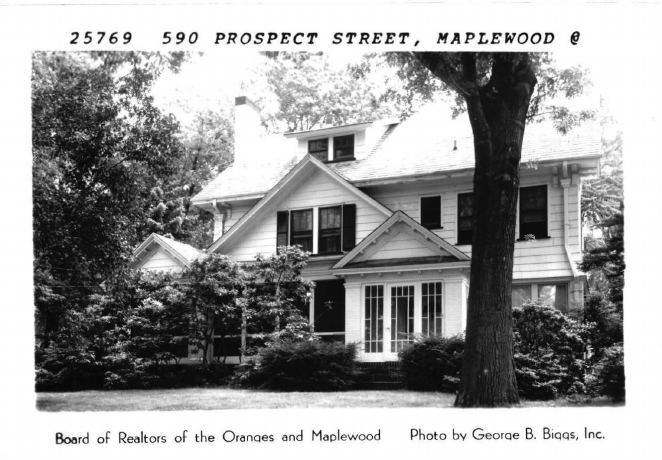 25769 590 PROSPECT STREET, MAPLEWOOD @
Board of Realtors of the Oranges and Maplewood Photo by George B. Biggs, Inc.